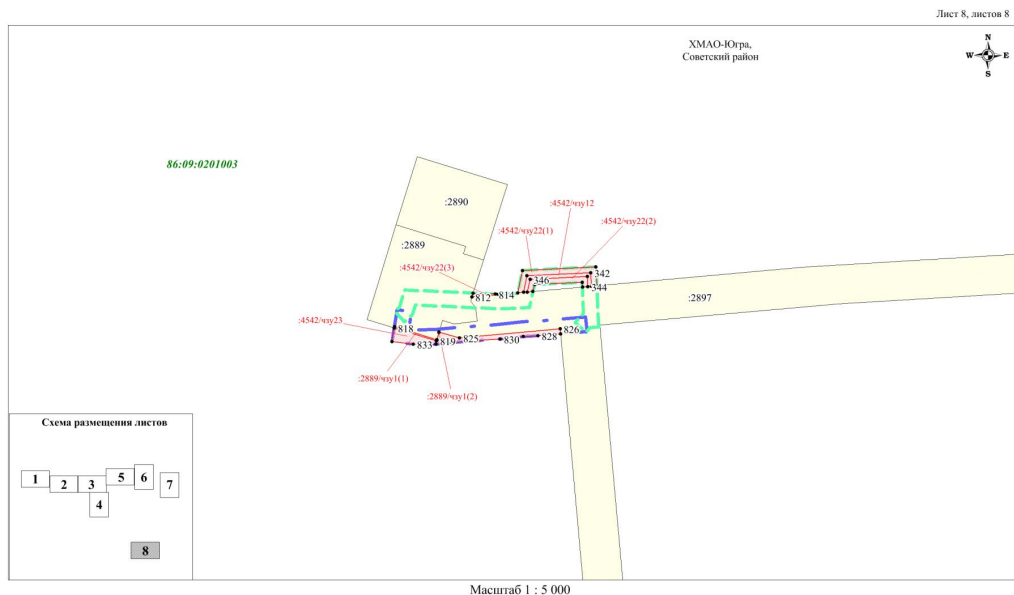 Лист 8, листов 8
ХМАО-Югра,
Советский район
N
W E
S
86:09:0201003
:2890
:4542/чзу12
:4542/чзу22(1)
:4542/чзу22(2)
:2889
:4542/чзу22(3)
342
346
344
812
814
:2897
:4542/чзу23
818
819
825
826
828
830
833
:2889/чзу1(1)
:2889/чзу1(2)
Схема размещения листов
1
2
3
4
5
6
7
8
Масштаб 1 : 5 000